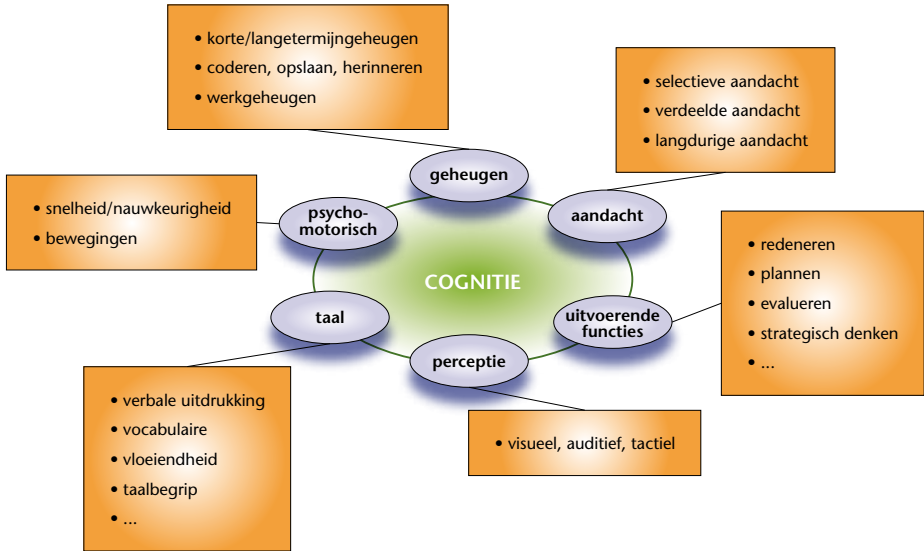 • korte/langetermijngeheugen
• coderen, opslaan, herinneren
• werkgeheugen
• selectieve aandacht
• verdeelde aandacht
• langdurige aandacht
geheugen
• snelheid/nauwkeurigheid
• bewegingen
psycho-
motorisch
aandacht
• redeneren
• plannen
• evalueren
• strategisch denken
• ...
COGNITIE
taal
uitvoerende
functies
perceptie
• verbale uitdrukking
• vocabulaire
• vloeiendheid
• taalbegrip
• ...
• visueel, auditief, tactiel